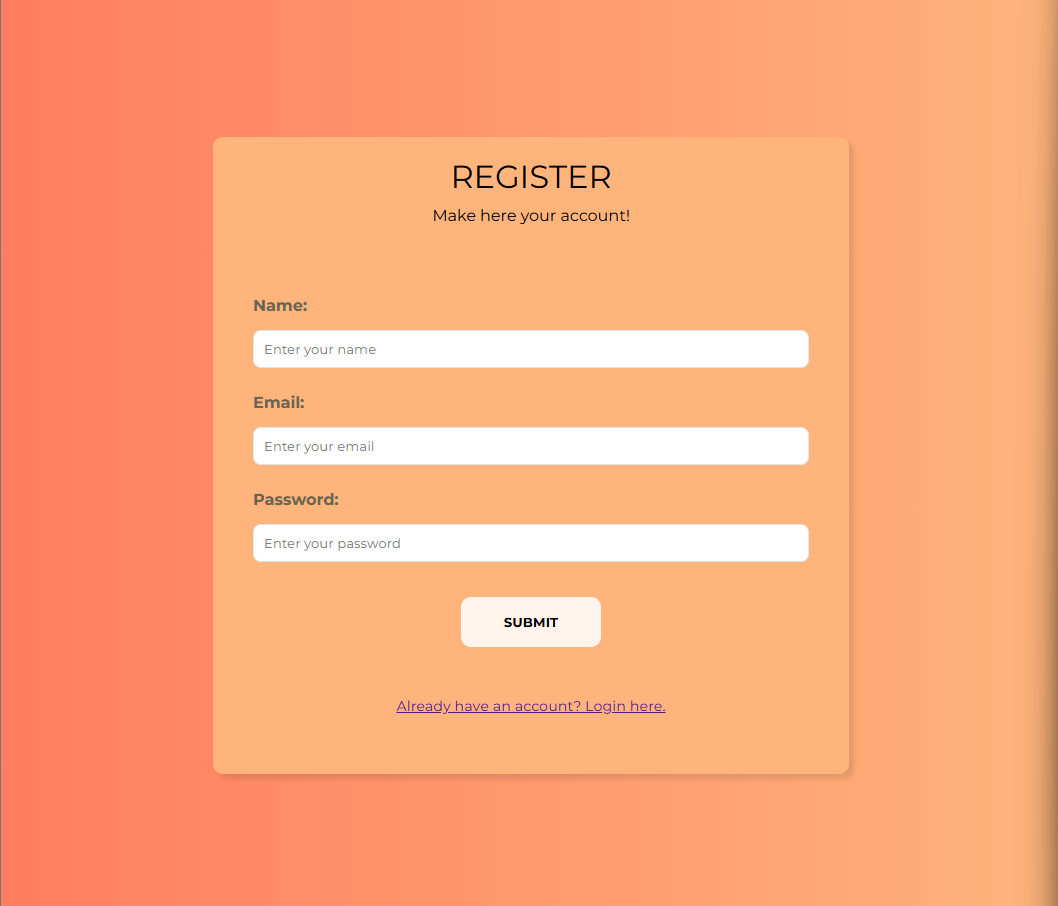 REGISTER
Make here your account!
Name:
Enter your name
Email:
Enter your email
Password:
Enter your password
SUBMIT
Already have an account? Login here.